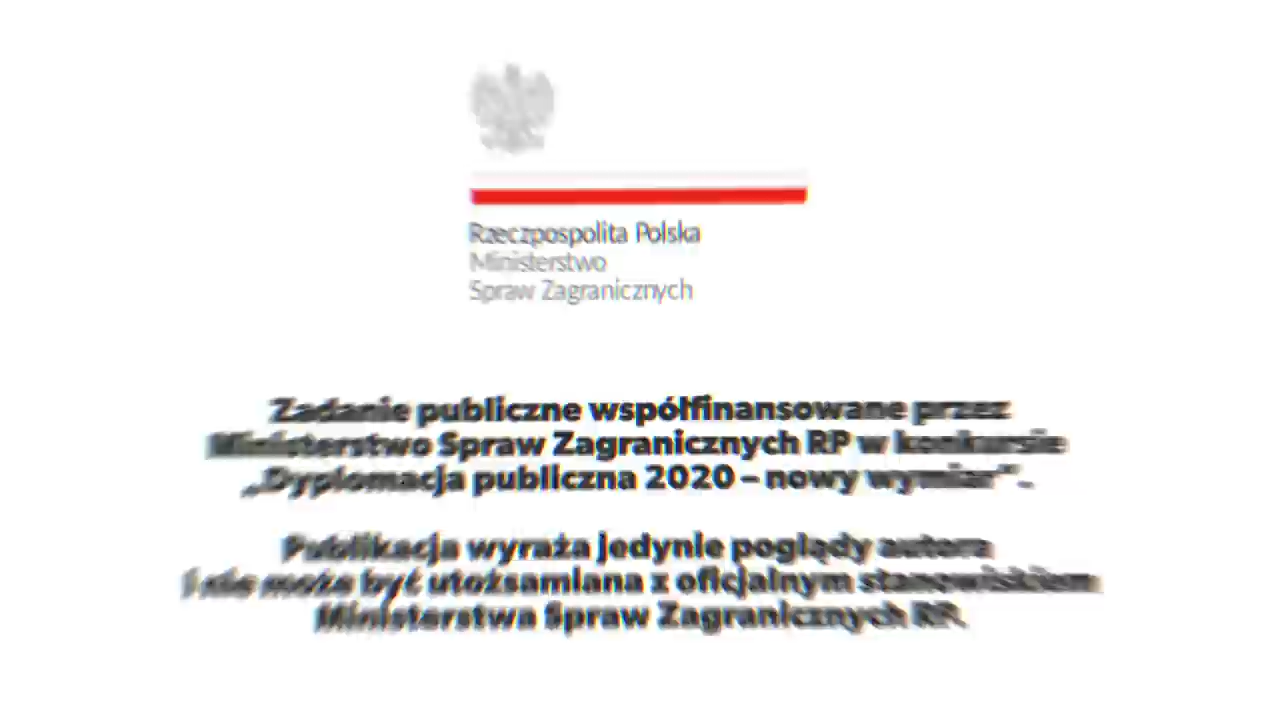 Rzeczpospolita Polska
Ministerstwo
Spraw Zagranicznych
Zadanie publiczne współfinansowane przez
Ministerstwo Spraw Zagranicznych RP w konkursie
„Dyplomacja publiczna 2020 – nowy wymiar” .
Publikacja wyraża jedynie poglądy autora
i nie może być utożsamiana z oficjalnym stanowiskiem
Ministerstwa Spraw Zagranicznych RP.